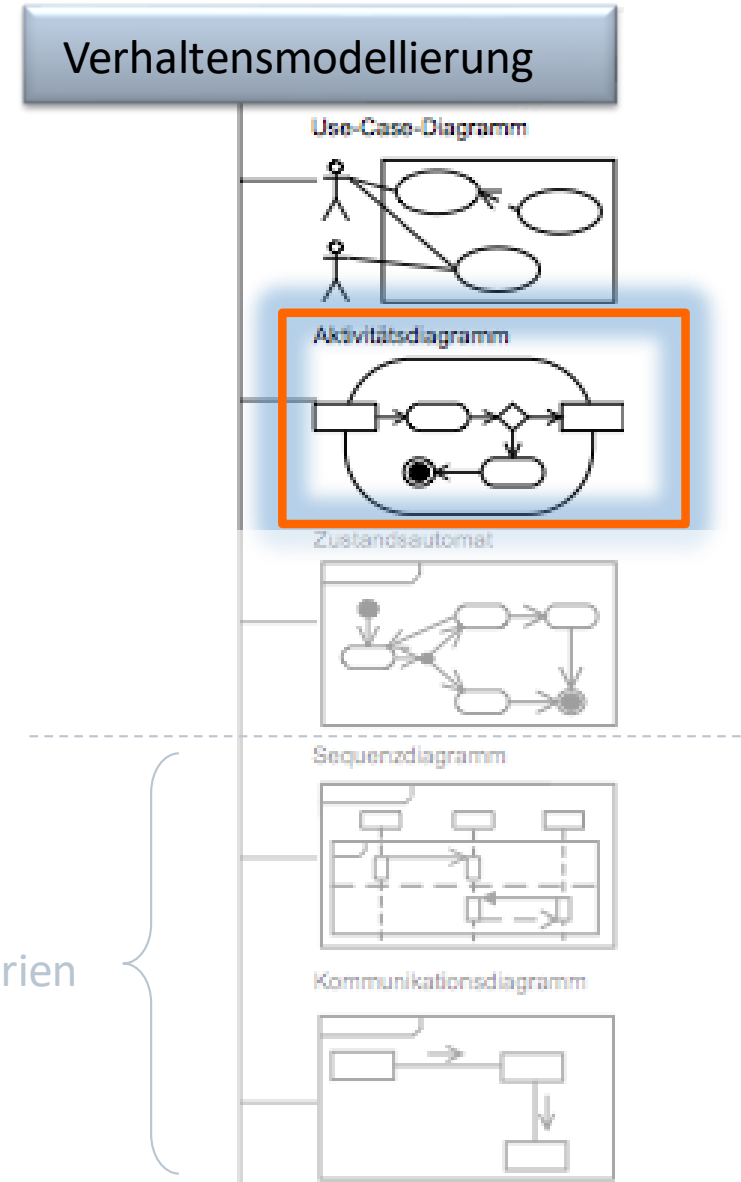 Verhaltensmodellierung
Use-Case-Diagramm
Aktivitätsdiagramm
Zustandsautomat
Sequenzdiagramm
rien
Kommunikationsdiagramm